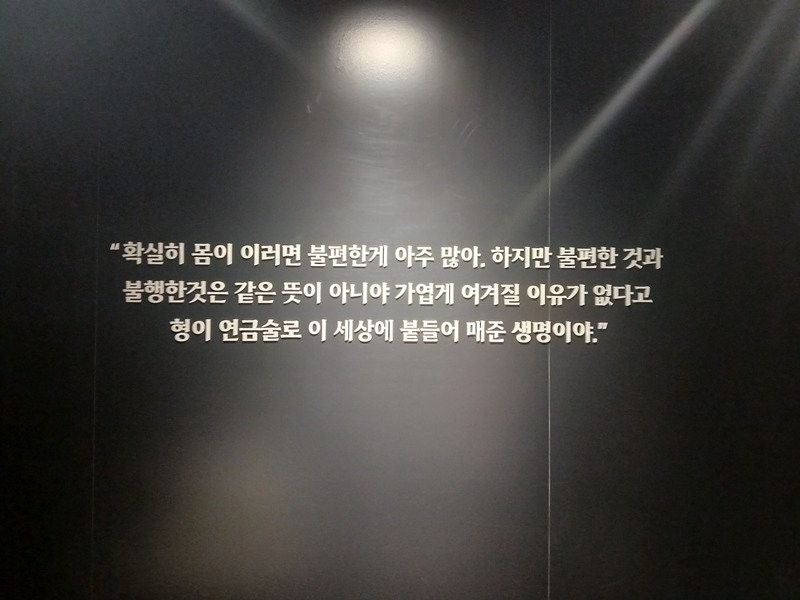 “확실히 몸이 이러면 불편한게 아주 많아. 하지만 불편한 것과
불행한것은 같은 뜻이 아니야 가엽게 여겨질 이유가 없다고
형이 연금술로 이 세상에 붙들어 매준 생명이야.”